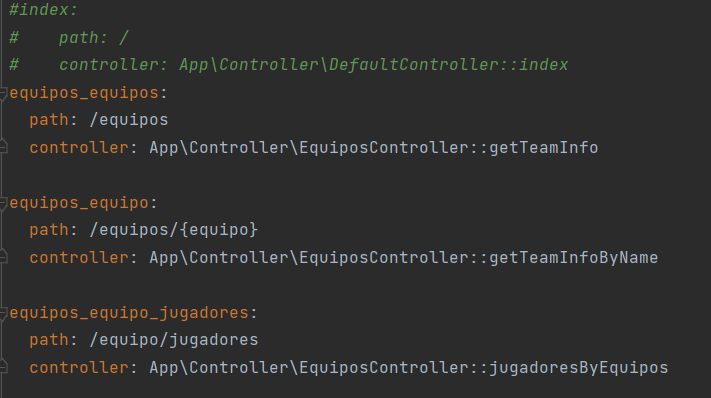 #index:
#    path: /
#    controller: App\Controller\DefaultController::index
equipos_equipos:
  path: /equipos
  controller: App\Controller\EquiposController::getTeamInfo

equipos_equipo:
  path: /equipos/{equipo}
  controller: App\Controller\EquiposController::getTeamInfoByName

equipos_equipo_jugadores:
  path: /equipo/jugadores
  controller: App\Controller\EquiposController::jugadoresByEquipos